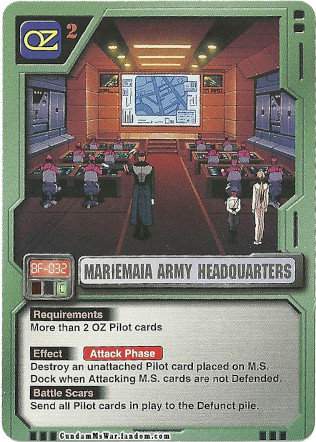 OZ 2
BF-032
MARIEMAIA ARMY HEADQUARTERS
C
Requirements
More than 2 OZ Pilot cards
Effect Attack Phase
Destroy an unattached Pilot card placed on M.S.
Dock when Attacking M.S. cards are not Defended.
Battle Scars
Send all Pilot cards in play to the Defunct pile.
GundamMsWar.fandom.com